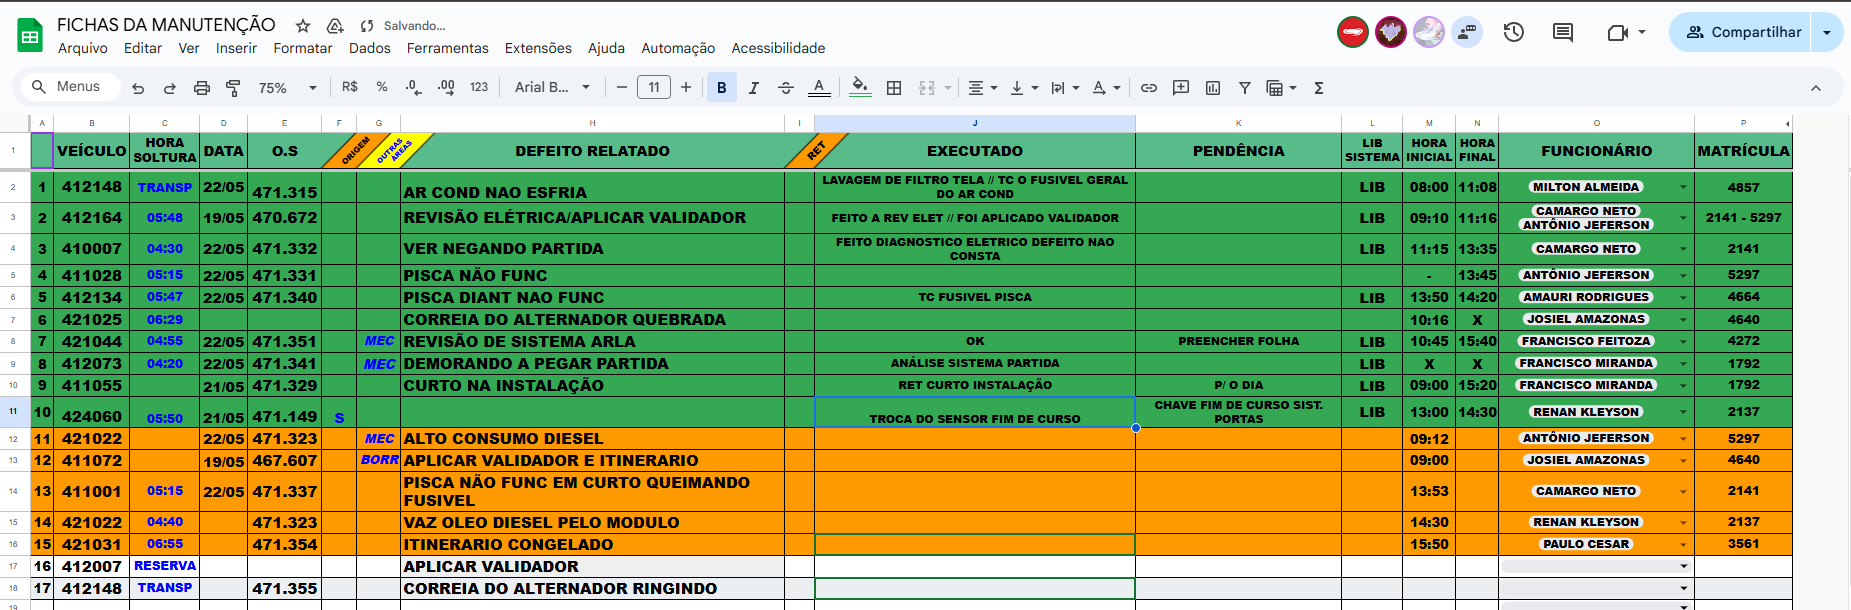 FICHAS DA MANUTENÇÃO Salvando...
Arquivo Editar Ver Inserir Formatar Dados Ferramentas Extensões Ajuda Automação Acessibilidade
Compartilhar
Menus 75% R$ % .0 .00 123 Arial B... 11 B I S A
A B C D E F G H I J K L M N O P
1 VEÍCULO HORA SOLTURA DATA O.S ORIGEM OUTRAS ÁREAS DEFEITO RELATADO RET EXECUTADO PENDÊNCIA LIB SISTEMA HORA INICIAL HORA FINAL FUNCIONÁRIO MATRÍCULA
2 1 412148 TRANSP 22/05 471.315 AR COND NAO ESFRIA LAVAGEM DE FILTRO TELA // TC O FUSIVEL GERAL DO AR COND LIB 08:00 11:08 MILTON ALMEIDA 4857
3 2 412164 05:48 19/05 470.672 REVISÃO ELÉTRICA/APLICAR VALIDADOR FEITO A REV ELET // FOI APLICADO VALIDADOR LIB 09:10 11:16 CAMARGO NETO ANTÔNIO JEFERSON 2141 - 5297
4 3 410007 04:30 22/05 471.332 VER NEGANDO PARTIDA FEITO DIAGNOSTICO ELETRICO DEFEITO NAO CONSTA LIB 11:15 13:35 CAMARGO NETO 2141
5 4 411028 05:15 22/05 471.331 PISCA NÃO FUNC - 13:45 ANTÔNIO JEFERSON 5297
6 5 412134 05:47 22/05 471.340 PISCA DIANT NAO FUNC TC FUSIVEL PISCA LIB 13:50 14:20 AMAURI RODRIGUES 4664
7 6 421025 06:29 CORREIA DO ALTERNADOR QUEBRADA 10:16 X JOSIEL AMAZONAS 4640
8 7 421044 04:55 22/05 471.351 MEC REVISÃO DE SISTEMA ARLA OK PREENCHER FOLHA LIB 10:45 15:40 FRANCISCO FEITOZA 4272
9 8 412073 04:20 22/05 471.341 MEC DEMORANDO A PEGAR PARTIDA ANÁLISE SISTEMA PARTIDA LIB X X FRANCISCO MIRANDA 1792
10 9 411055 21/05 471.329 CURTO NA INSTALAÇÃO RET CURTO INSTALAÇÃO P/ O DIA LIB 09:00 15:20 FRANCISCO MIRANDA 1792
11 10 424060 05:50 21/05 471.149 S TROCA DO SENSOR FIM DE CURSO CHAVE FIM DE CURSO SIST. PORTAS LIB 13:00 14:30 RENAN KLEYSON 2137
12 11 421022 22/05 471.323 MEC ALTO CONSUMO DIESEL 09:12 ANTÔNIO JEFERSON 5297
13 12 411072 19/05 467.607 BORR APLICAR VALIDADOR E ITINERARIO 09:00 JOSIEL AMAZONAS 4640
14 13 411001 05:15 22/05 471.337 PISCA NÃO FUNC EM CURTO QUEIMANDO FUSIVEL 13:53 CAMARGO NETO 2141
15 14 421022 04:40 471.323 VAZ OLEO DIESEL PELO MODULO 14:30 RENAN KLEYSON 2137
16 15 421031 06:55 471.354 ITINERARIO CONGELADO 15:50 PAULO CESAR 3561
17 16 412007 RESERVA APLICAR VALIDADOR
18 17 412148 TRANSP 471.355 CORREIA DO ALTERNADOR RINGINDO
19